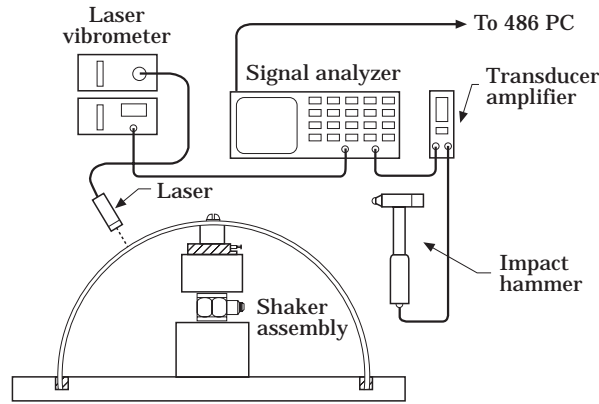 Laser
vibrometer
To 486 PC
Signal analyzer
Transducer
amplifier
Laser
Impact
hammer
Shaker
assembly